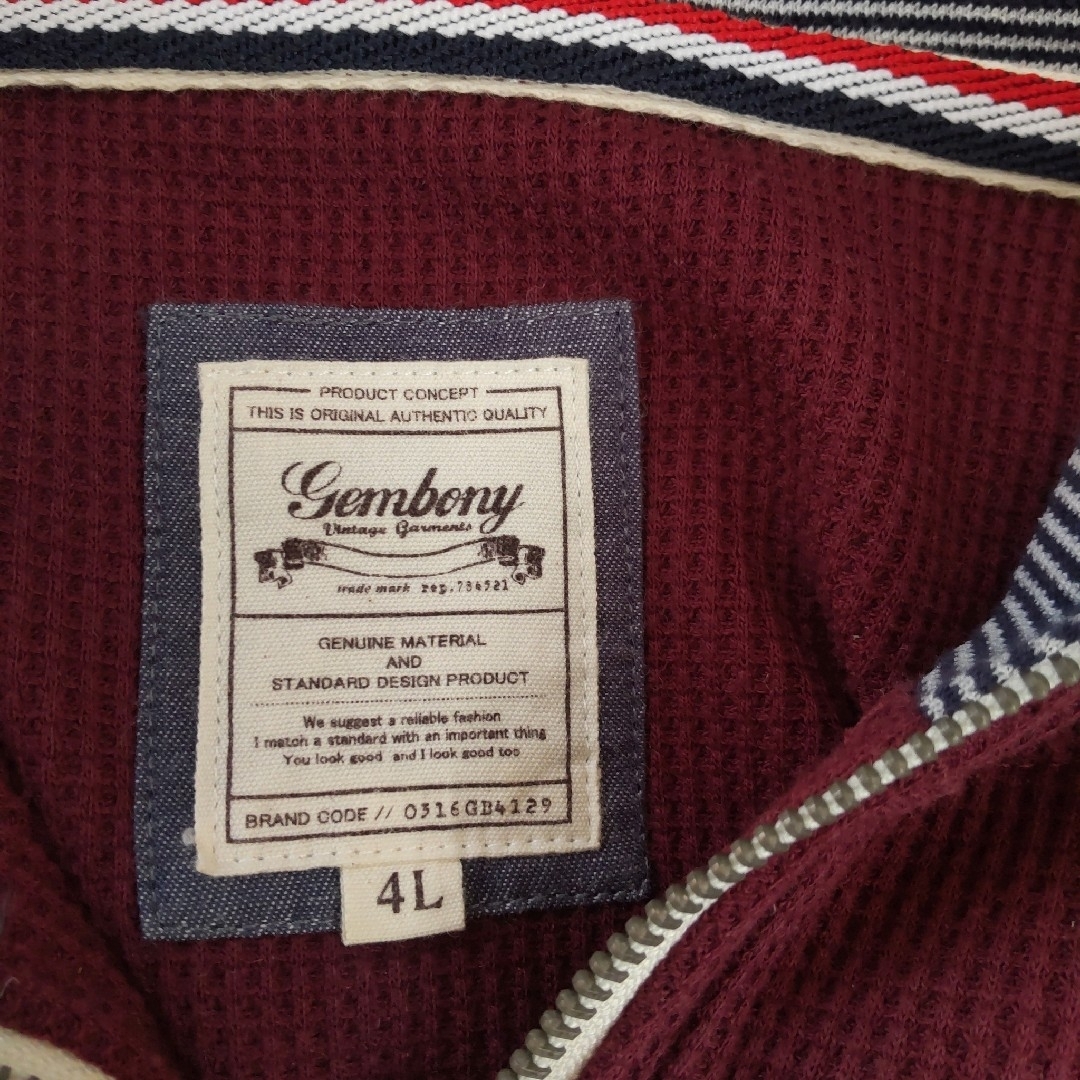 PRODUCT CONCEPT
THIS IS ORIGINAL AUTHENTIC QUALITY
Gembony
Vintage Garments
trade mark reg.784521
GENUINE MATERIAL
AND
STANDARD DESIGN PRODUCT
We suggest a reliable fashion
I match a standard with an important thing
You look good and I look good too
BRAND CODE // 0316GB4129
4L